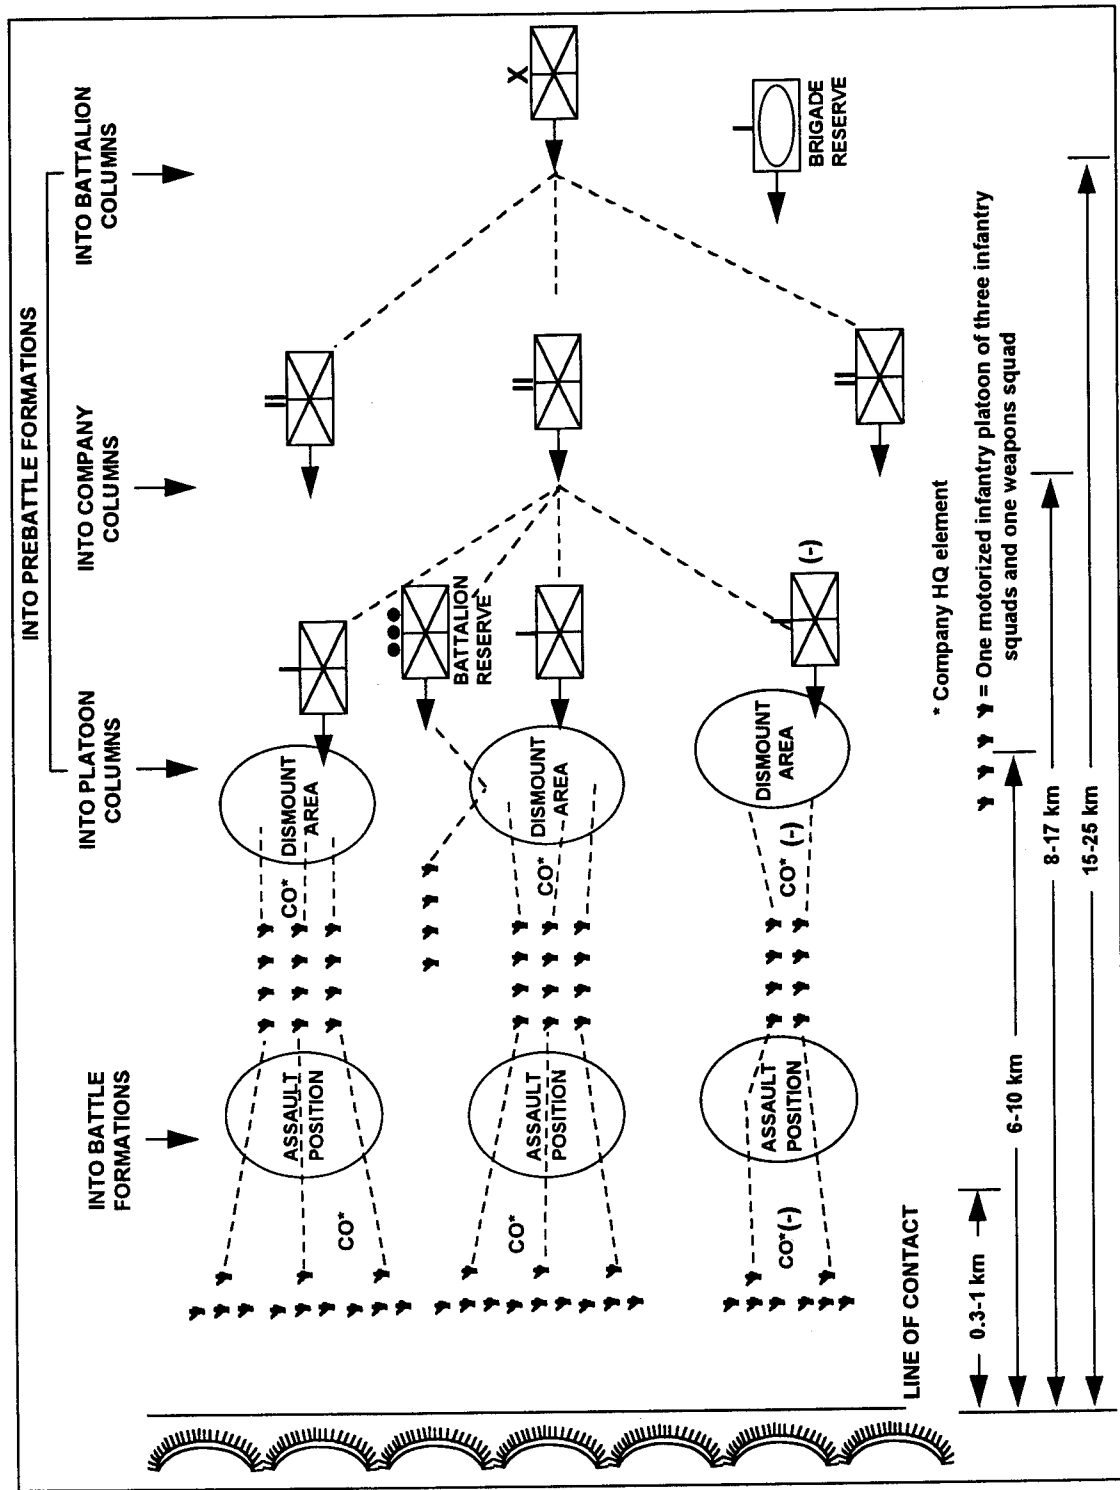 INTO PREBATTLE FORMATIONS
INTO BATTLE
FORMATIONS
INTO PLATOON
COLUMNS
INTO COMPANY
COLUMNS
INTO BATTALION
COLUMNS
X
CO*
ASSAULT
POSITION
CO*
DISMOUNT
AREA
I
II
BATTALION
RESERVE
CO*
ASSAULT
POSITION
CO*
DISMOUNT
AREA
I
II
I
BRIGADE
RESERVE
CO*(-)
ASSAULT
POSITION
CO* (-)
DISMOUNT
AREA
I
(-)
II
LINE OF CONTACT
* Company HQ element
= One motorized infantry platoon of three infantry
squads and one weapons squad
0.3-1 km
6-10 km
8-17 km
15-25 km